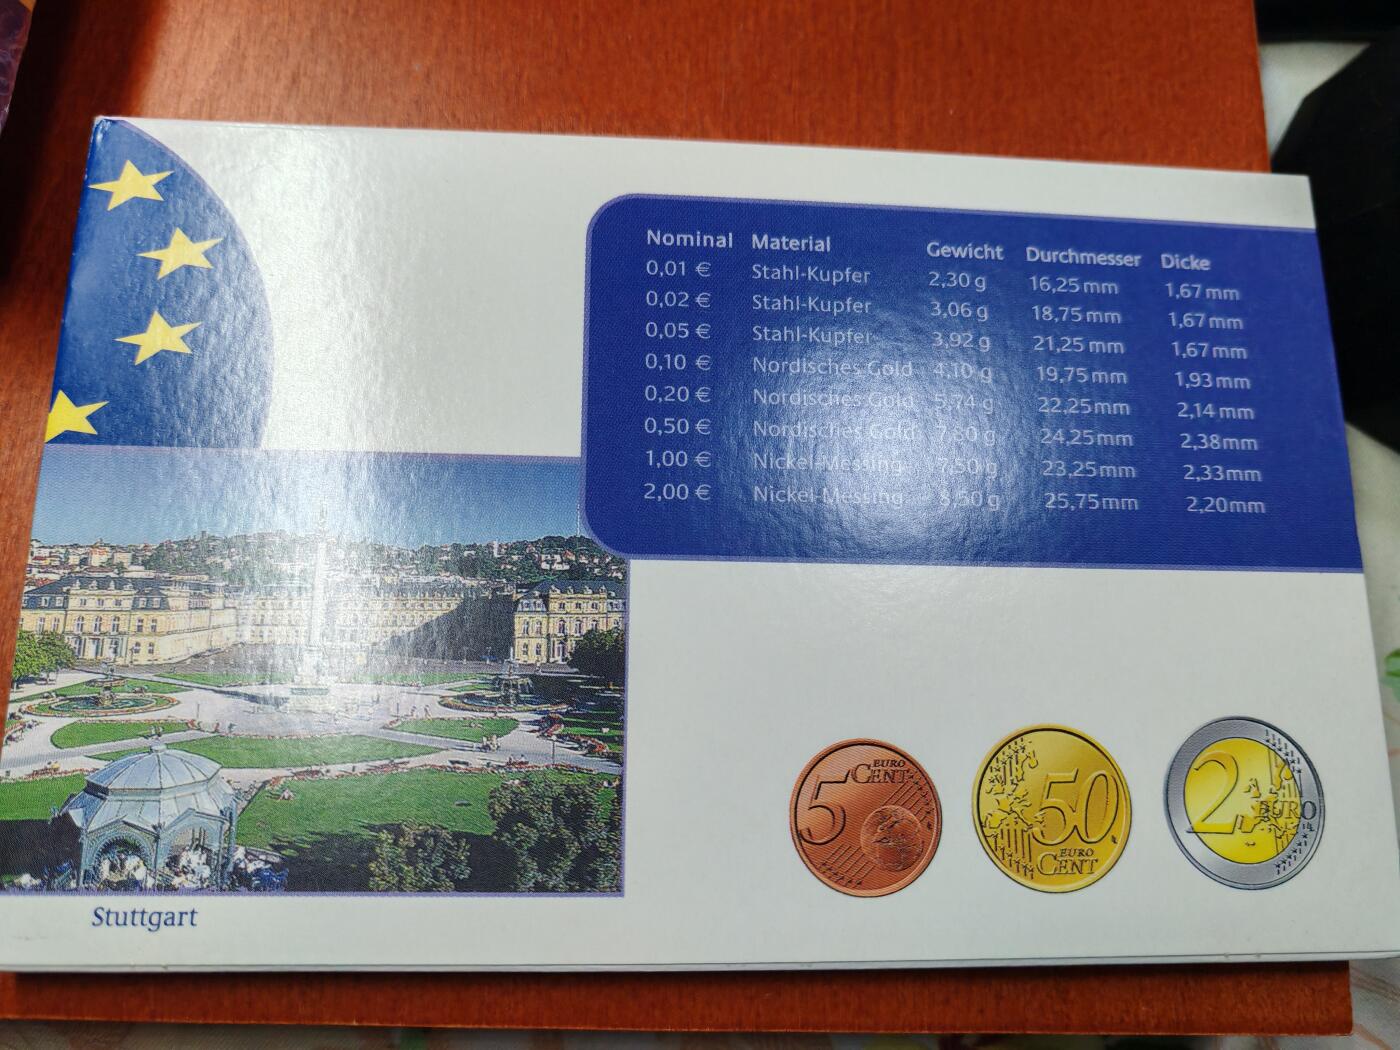 Nominal Material Gewicht Durchmesser Dicke
0,01 € Stahl-Kupfer 2,30 g 16,25 mm 1,67 mm
0,02 € Stahl-Kupfer 3,06 g 18,75 mm 1,67 mm
0,05 € Stahl-Kupfer 3,92 g 21,25 mm 1,67 mm
0,10 € Nordisches Gold 4,10 g 19,75 mm 1,93 mm
0,20 € Nordisches Gold 5,74 g 22,25 mm 2,14 mm
0,50 € Nordisches Gold 7,80 g 24,25 mm 2,38 mm
1,00 € Nickel-Messing 7,50 g 23,25 mm 2,33 mm
2,00 € Nickel-Messing 8,50 g 25,75 mm 2,20 mm
5 EURO
CENT
50
EURO
CENT
2 EURO
Stuttgart